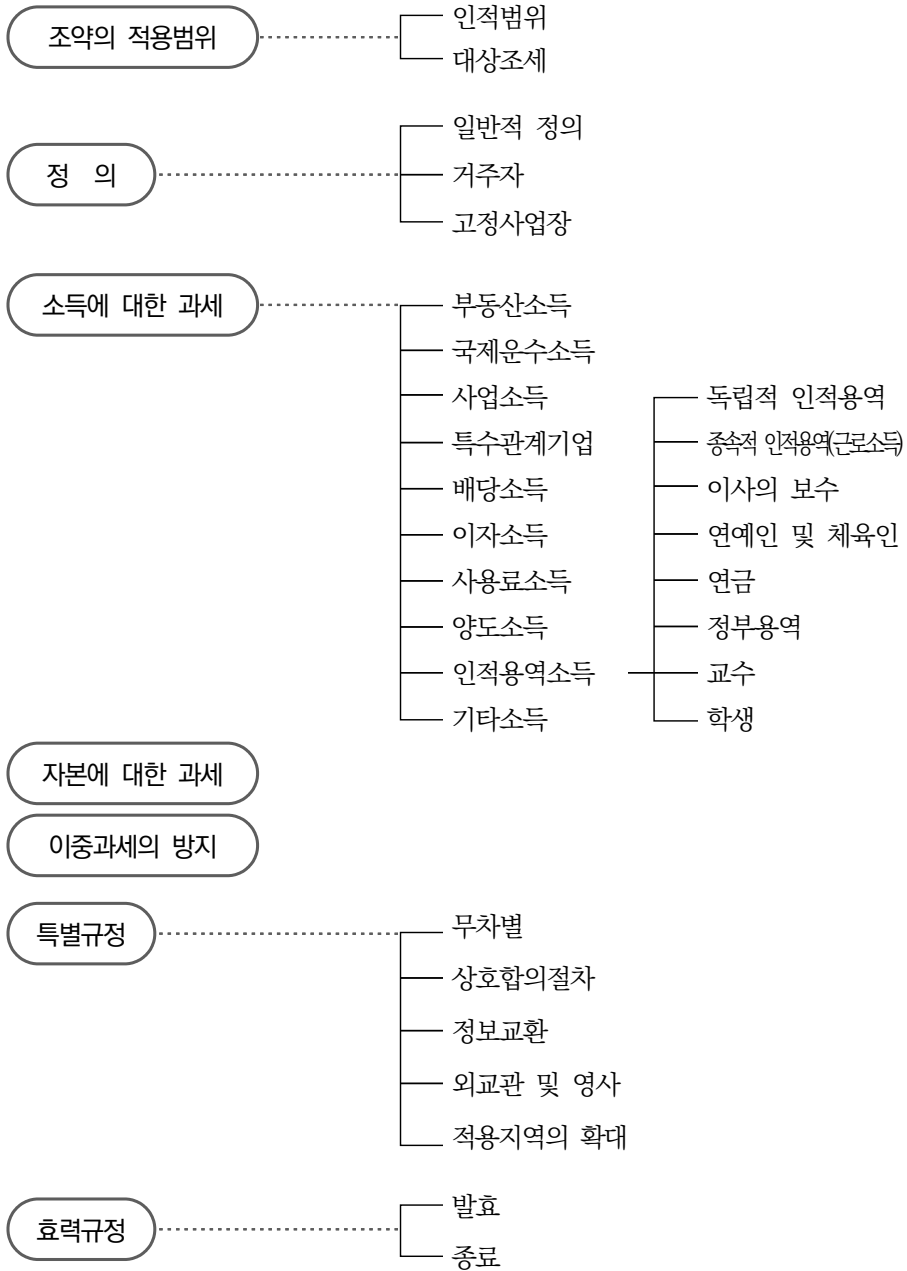 조약의 적용범위
인적범위
대상조세
정 의
일반적 정의
거주자
고정사업장
소득에 대한 과세
부동산소득
국제운수소득
사업소득
특수관계기업
배당소득
이자소득
사용료소득
양도소득
인적용역소득
기타소득
독립적 인적용역
종속적 인적용역(근로소득)
이사의 보수
연예인 및 체육인
연금
정부용역
교수
학생
자본에 대한 과세
이중과세의 방지
특별규정
무차별
상호합의절차
정보교환
외교관 및 영사
적용지역의 확대
효력규정
발효
종료